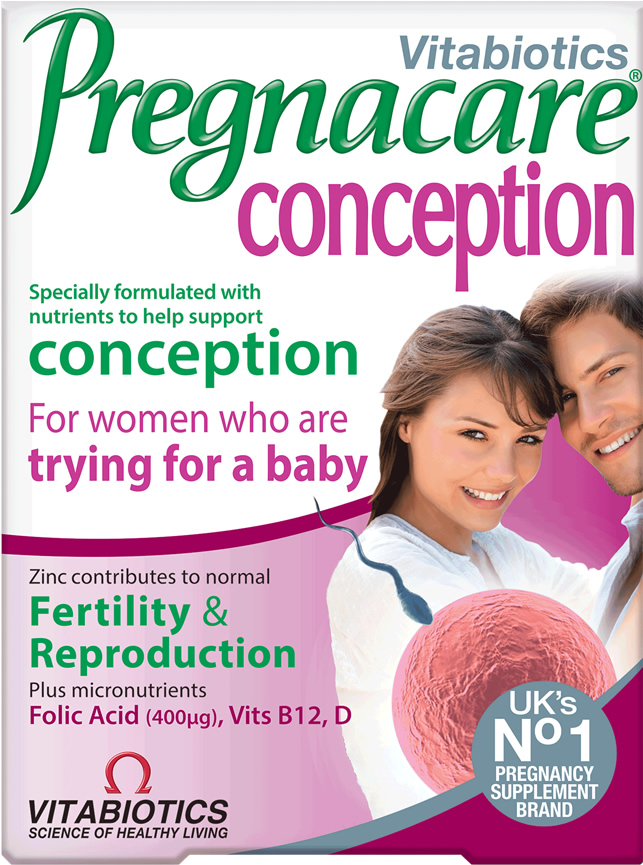 Vitabiotics
Pregnacare®
conception
Specially formulated with
nutrients to help support
conception
For women who are
trying for a baby
Zinc contributes to normal
Fertility &
Reproduction
Plus micronutrients
Folic Acid (400µg), Vits B12, D
VITABIOTICS
SCIENCE OF HEALTHY LIVING
UK's
Nº1
PREGNANCY
SUPPLEMENT
BRAND